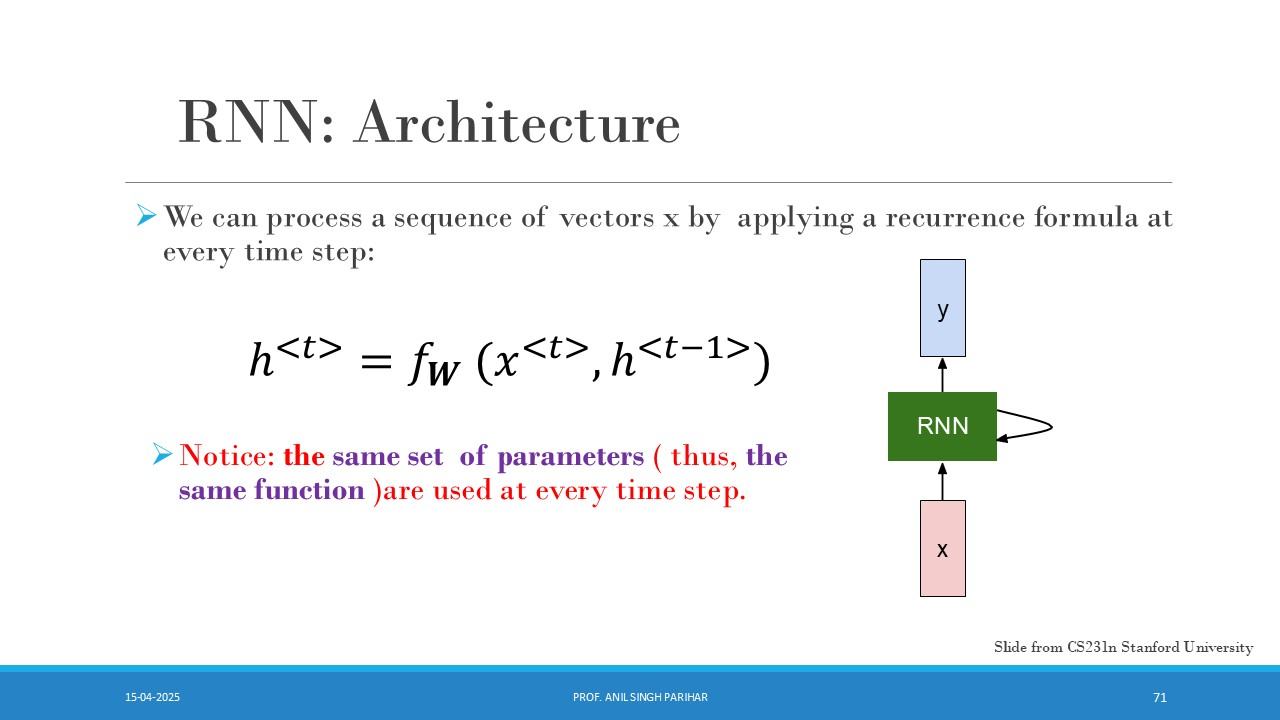 RNN: Architecture
➢ We can process a sequence of vectors x by applying a recurrence formula at
every time step:
y
h^{<t>} = f_W (x^{<t>}, h^{<t−1>})
RNN
➢ Notice: the same set of parameters ( thus, the
same function )are used at every time step.
x
Slide from CS231n Stanford University
15-04-2025
PROF. ANIL SINGH PARIHAR
71